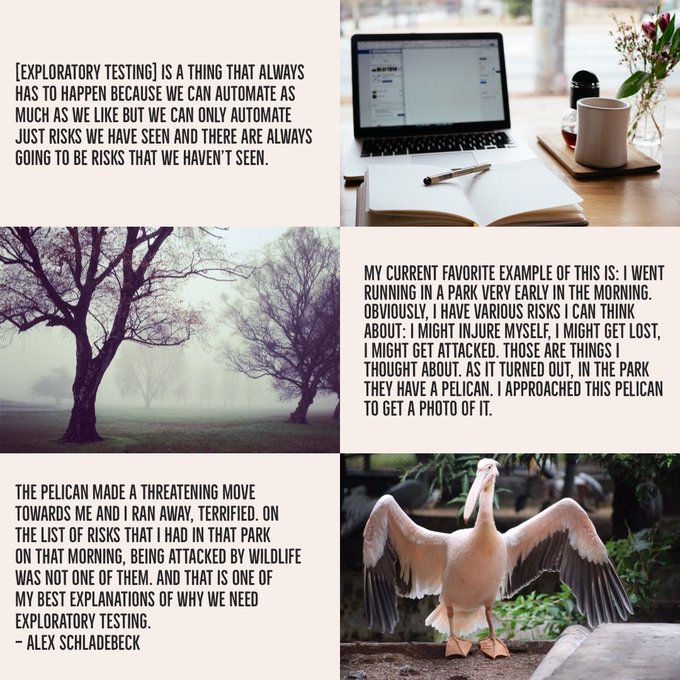 [EXPLORATORY TESTING] IS A THING THAT ALWAYS
HAS TO HAPPEN BECAUSE WE CAN AUTOMATE AS
MUCH AS WE LIKE BUT WE CAN ONLY AUTOMATE
JUST RISKS WE HAVE SEEN AND THERE ARE ALWAYS
GOING TO BE RISKS THAT WE HAVEN'T SEEN.
MY CURRENT FAVORITE EXAMPLE OF THIS IS: I WENT
RUNNING IN A PARK VERY EARLY IN THE MORNING.
OBVIOUSLY, I HAVE VARIOUS RISKS I CAN THINK
ABOUT: I MIGHT INJURE MYSELF, I MIGHT GET LOST,
I MIGHT GET ATTACKED. THOSE ARE THINGS I
THOUGHT ABOUT. AS IT TURNED OUT, IN THE PARK
THEY HAVE A PELICAN. I APPROACHED THIS PELICAN
TO GET A PHOTO OF IT.
THE PELICAN MADE A THREATENING MOVE
TOWARDS ME AND I RAN AWAY, TERRIFIED. ON
THE LIST OF RISKS THAT I HAD IN THAT PARK
ON THAT MORNING, BEING ATTACKED BY WILDLIFE
WAS NOT ONE OF THEM. AND THAT IS ONE OF
MY BEST EXPLANATIONS OF WHY WE NEED
EXPLORATORY TESTING.
– ALEX SCHLADEBECK